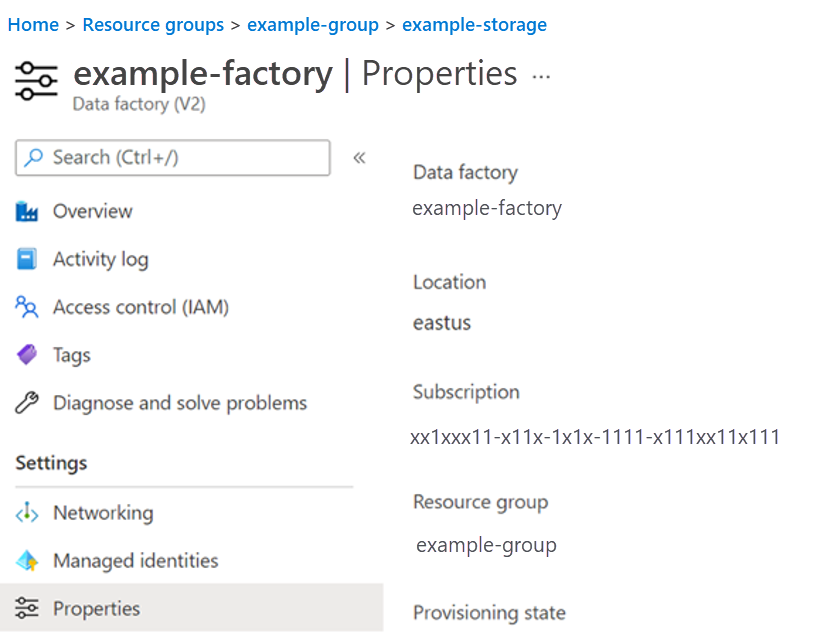 Home > Resource groups > example-group > example-storage
example-factory | Properties ...
Data factory (V2)
Search (Ctrl+/)
«
Overview
Activity log
Access control (IAM)
Tags
Diagnose and solve problems
Settings
Networking
Managed identities
Properties
Data factory
example-factory
Location
eastus
Subscription
xx1xxx11-x11x-1x1x-1111-x111xx11x111
Resource group
example-group
Provisioning state